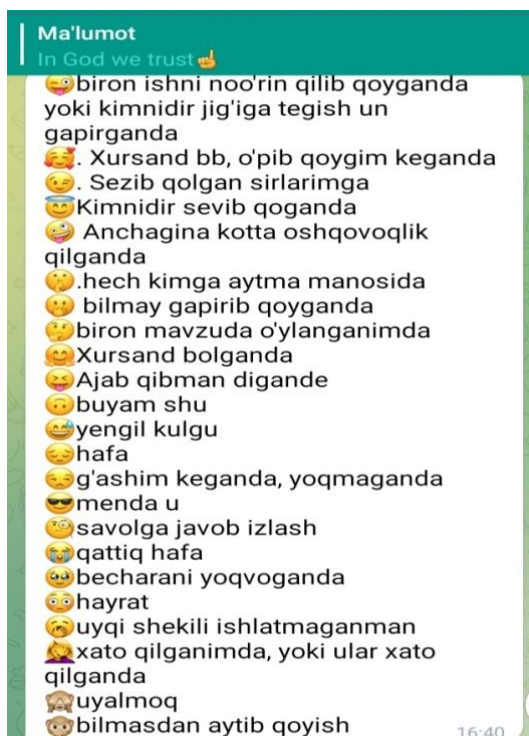 Ma'lumot
In God we trust☝️
😜biron ishni noo'rin qilib qoyganda
yoki kimnidir jig'iga tegish un
gapirganda
🥰. Xursand bb, o'pib qoygim keganda
😉. Sezib qolgan sirlarimga
😇Kimnidir sevib qoganda
🤪 Anchagina kotta oshqovoqlik
qilganda
🤫.hech kimga aytma manosida
🤭 bilmay gapirib qoyganda
🤔biron mavzuda o'ylanganimda
🤗Xursand bolganda
😝Ajab qibman digande
🙃buyam shu
😅yengil kulgu
😔hafa
😒g'ashim keganda, yoqmaganda
😎menda u
🧐savolga javob izlash
😭qattiq hafa
🥺becharani yoqvoganda
😳hayrat
🥱uyqi shekili ishlatmaganman
🤦‍♀️xato qilganimda, yoki ular xato
qilganda
🙈uyalmoq
🙊bilmasdan aytib qoyish
16:40